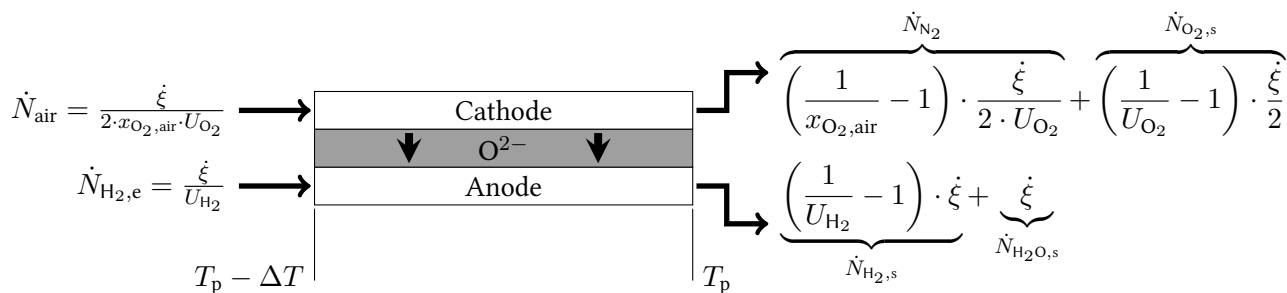 Ṅ_N₂
Ṅ_O₂,s
Ṅ_air = ξ̇ / (2·x_O₂,air·U_O₂)
Cathode
(1/x_O₂,air − 1) · ξ̇/(2 · U_O₂) + (1/U_O₂ − 1) · ξ̇/2
O²⁻
Ṅ_H₂,e = ξ̇/U_H₂
Anode
(1/U_H₂ − 1) · ξ̇ + ξ̇
Ṅ_H₂,s
Ṅ_H₂O,s
T_p − ΔT
T_p